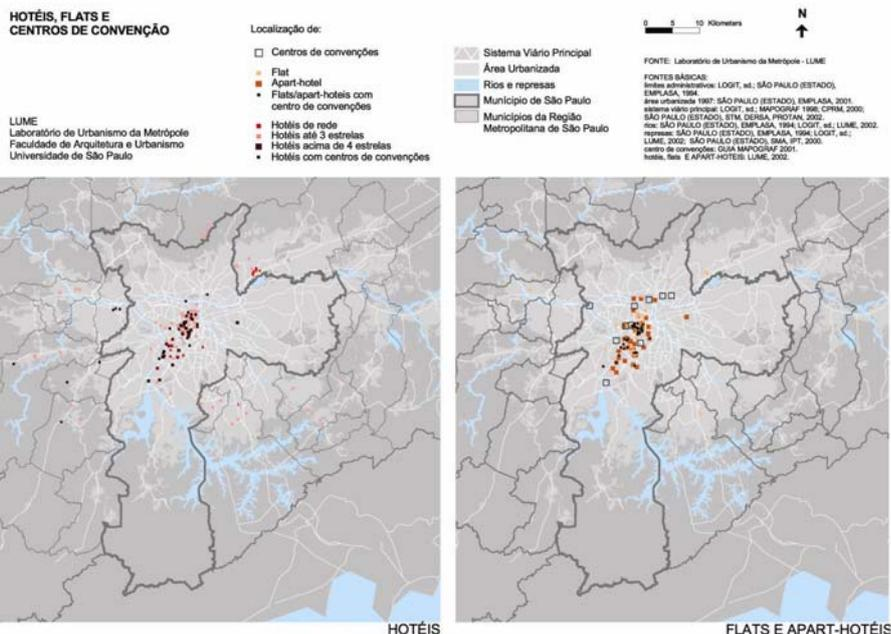 HOTÉIS, FLATS E
CENTROS DE CONVENÇÃO
LUME
Laboratório de Urbanismo da Metrópole
Faculdade de Arquitetura e Urbanismo
Universidade de São Paulo
Localização de:
Centros de convenções
Flat
Apart-hotel
Flats/apart-hoteis com
centro de convenções
Hotéis de rede
Hotéis até 3 estrelas
Hotéis acima de 4 estrelas
Hotéis com centros de convenções
Sistema Viário Principal
Área Urbanizada
Rios e represas
Município de São Paulo
Municípios da Região
Metropolitana de São Paulo
0 5 10 Kilometers
N
FONTE: Laboratório de Urbanismo da Metrópole - LUME
FONTES BÁSICAS:
limites administrativos: LOGIT, sd.; SÃO PAULO (ESTADO),
EMPLASA, 1994.
área urbanizada 1997: SÃO PAULO (ESTADO), EMPLASA, 2001.
sistema viário principal: LOGIT, sd.; MAPOGRAF 1998; CPRM, 2000;
SÃO PAULO (ESTADO), STM, DERSA, PROTAN, 2002.
rios: SÃO PAULO (ESTADO), EMPLASA, 1994; LOGIT, sd.; LUME, 2002.
represas: SÃO PAULO (ESTADO), EMPLASA, 1994; LOGIT, sd.;
LUME, 2002; SÃO PAULO (ESTADO), SMA, IPT, 2000.
centro de convenções: GUIA MAPOGRAF 2001.
hotéis, flats E APART-HOTÉIS: LUME, 2002.
HOTÉIS
FLATS E APART-HOTÉIS